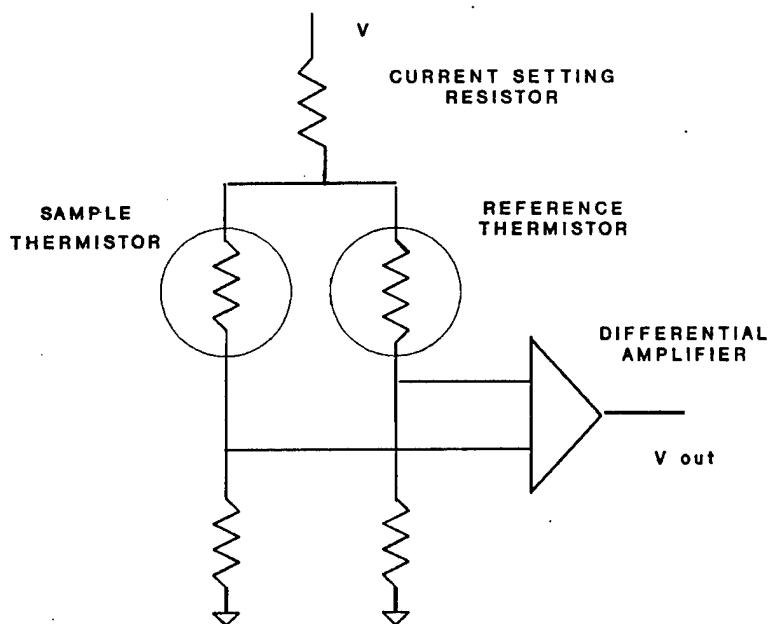 V
CURRENT SETTING
RESISTOR
SAMPLE
THERMISTOR
REFERENCE
THERMISTOR
DIFFERENTIAL
AMPLIFIER
V out